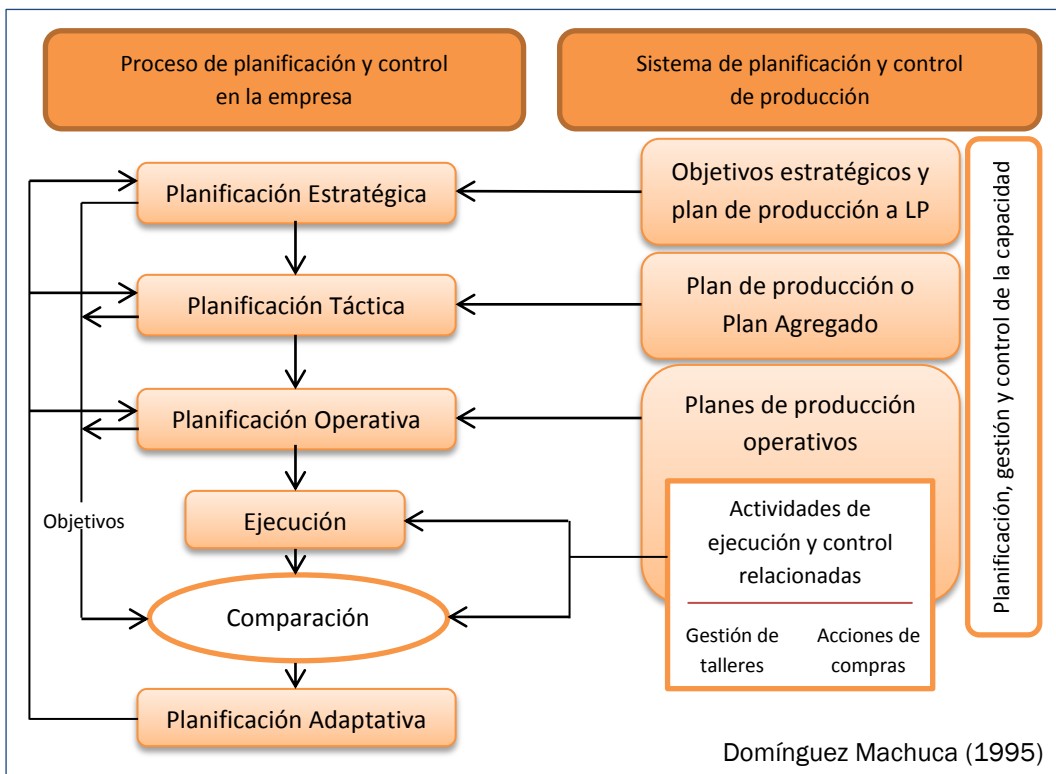 Proceso de planificación y control
en la empresa
Sistema de planificación y control
de producción
Planificación Estratégica
Objetivos estratégicos y
plan de producción a LP
Planificación Táctica
Plan de producción o
Plan Agregado
Planificación Operativa
Planes de producción
operativos
Objetivos
Ejecución
Actividades de
ejecución y control
relacionadas
Comparación
Gestión de
talleres
Acciones de
compras
Planificación Adaptativa
Planificación, gestión y control de la capacidad
Domínguez Machuca (1995)